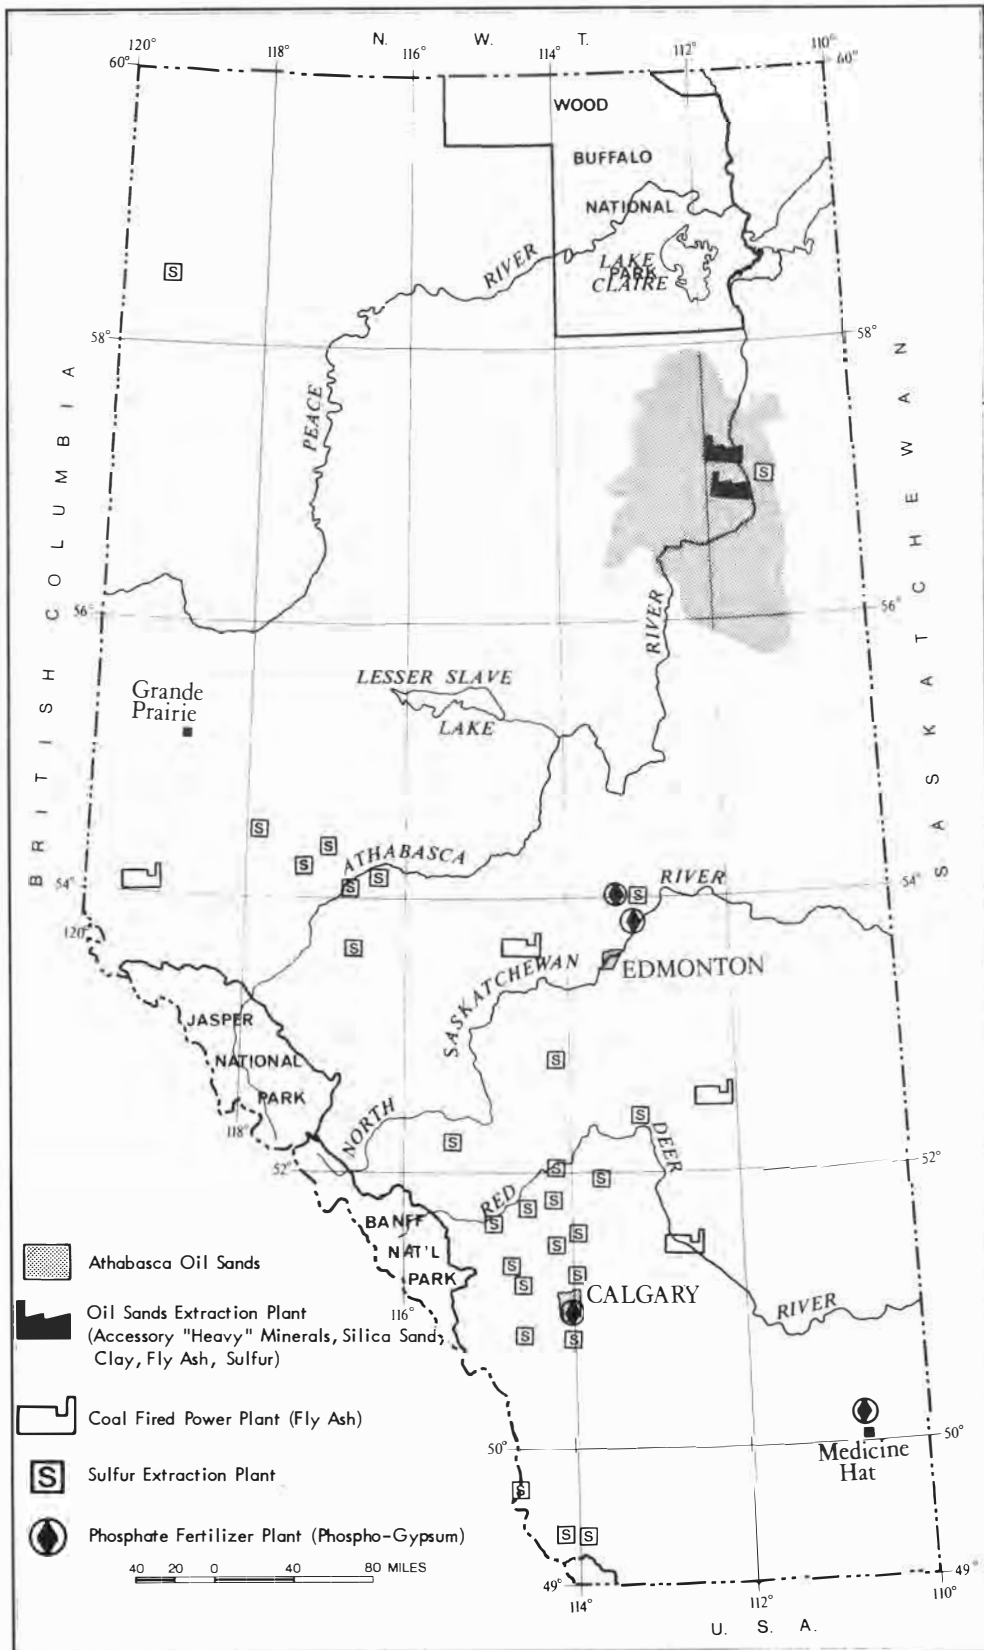 N. W. T.
120° 118° 116° 114° 112° 110°
60° 60°
WOOD
BUFFALO
NATIONAL
PARK
LAKE
CLAIRE
RIVER
PEACE
S
58° 58°
BRITISH COLUMBIA
SASKATCHEWAN
S
RIVER
56° 56°
LESSER SLAVE
LAKE
Grande
Prairie
S
S
S
ATHABASCA
S
S
54° 54°
RIVER
S
120°
S
SASKATCHEWAN
EDMONTON
JASPER
NATIONAL
PARK
S
118°
NORTH
S
DEER
S
52° 52°
S
S
RED
S
S
S
BANFF
NAT'L
PARK
S
S
S
S
S
CALGARY
116°
RIVER
S
S
Athabasca Oil Sands
Oil Sands Extraction Plant
(Accessory "Heavy" Minerals, Silica Sand,
Clay, Fly Ash, Sulfur)
Coal Fired Power Plant (Fly Ash)
S Sulfur Extraction Plant
Phosphate Fertilizer Plant (Phospho-Gypsum)
50° 50°
Medicine
Hat
S
S S
40 20 0 40 80 MILES
49° 49°
114° 112° 110°
U. S. A.